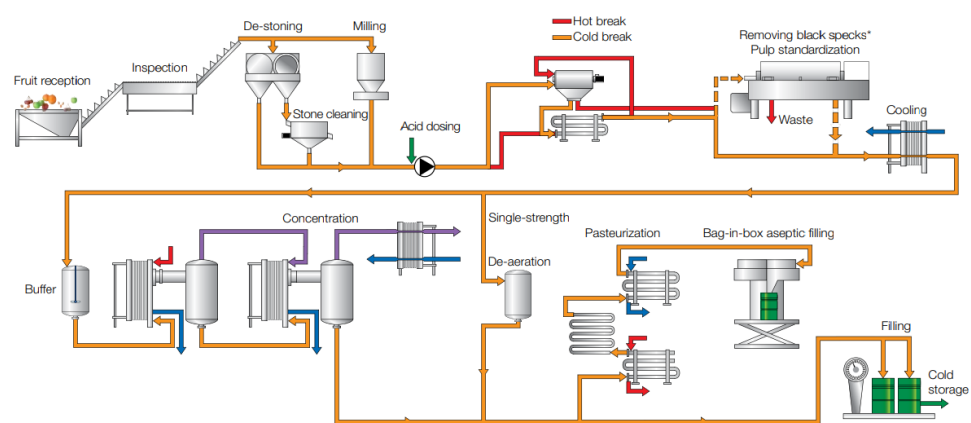 De-stoning
Milling
Hot break
Cold break
Removing black specks*
Pulp standardization
Fruit reception
Inspection
Stone cleaning
Acid dosing
Waste
Cooling
Concentration
Single-strength
Pasteurization
Bag-in-box aseptic filling
De-aeration
Buffer
Filling
Cold
storage